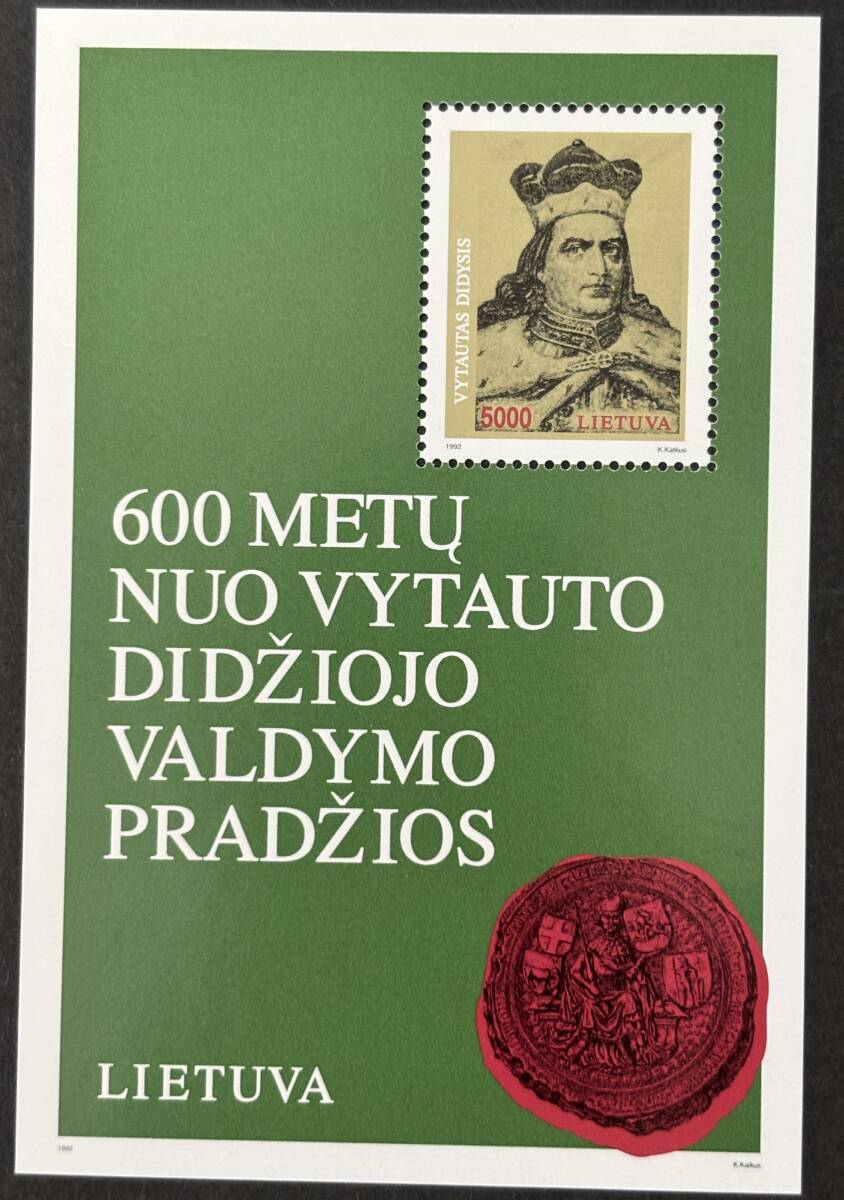 VYTAUTAS DIDYSIS
5000 LIETUVA
1992 K.Katkus
600 METŲ
NUO VYTAUTO
DIDŽIOJO
VALDYMO
PRADŽIOS
LIETUVA
1992 K.Katkus